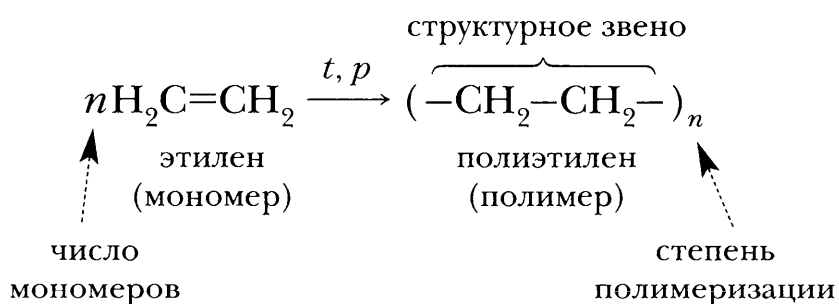 структурное звено
nH₂C=CH₂ t, p → (–CH₂–CH₂–)ₙ
этилен полиэтилен
(мономер) (полимер)
число степень
мономеров полимеризации